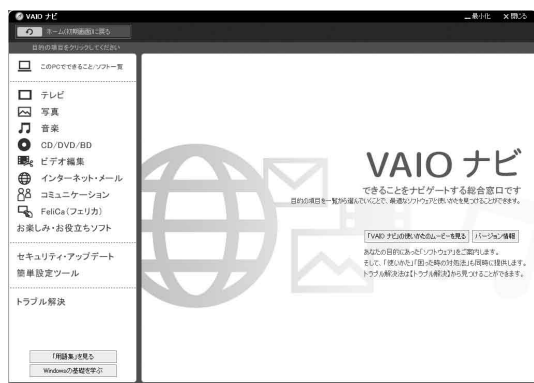 VAIO ナビ
最小化 ×閉じる
ホーム(初期画面)に戻る
目的の項目をクリックしてください
このPCでできること/ソフト一覧
テレビ
写真
音楽
CD/DVD/BD
ビデオ編集
インターネット・メール
コミュニケーション
FeliCa(フェリカ)
お楽しみ・お役立ちソフト
セキュリティ・アップデート
簡単設定ツール
トラブル解決
「用語集」を見る
Windowsの基礎を学ぶ
VAIO ナビ
できることをナビゲートする総合窓口です
目的の項目を一覧から選んでいくことで、最適なソフトウェアと使いかたを見つけることができます。
「VAIO ナビ」の使いかたのムービーを見る バージョン情報
あなたの目的にあった「ソフトウェア」をご案内します。
そして、「使いかた」「困った時の対処法」も同時に提供します。
トラブル解決法は【トラブル解決】から見つけることができます。